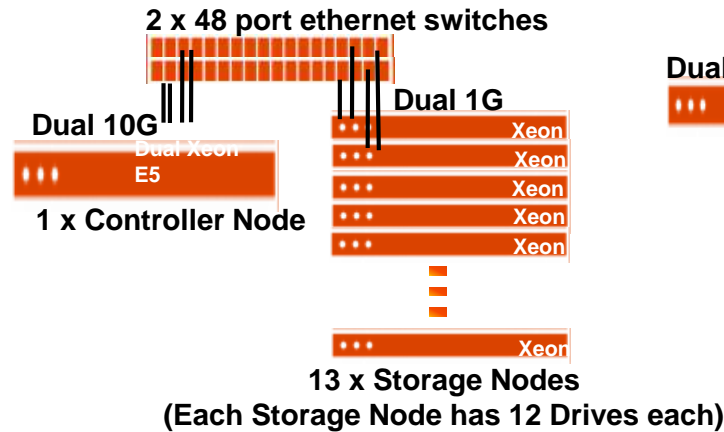 2 x 48 port ethernet switches
Dual
Dual 1G
Dual 10G
Xeon
Dual Xeon
E5
Xeon
Xeon
1 x Controller Node
Xeon
Xeon
Xeon
13 x Storage Nodes
(Each Storage Node has 12 Drives each)